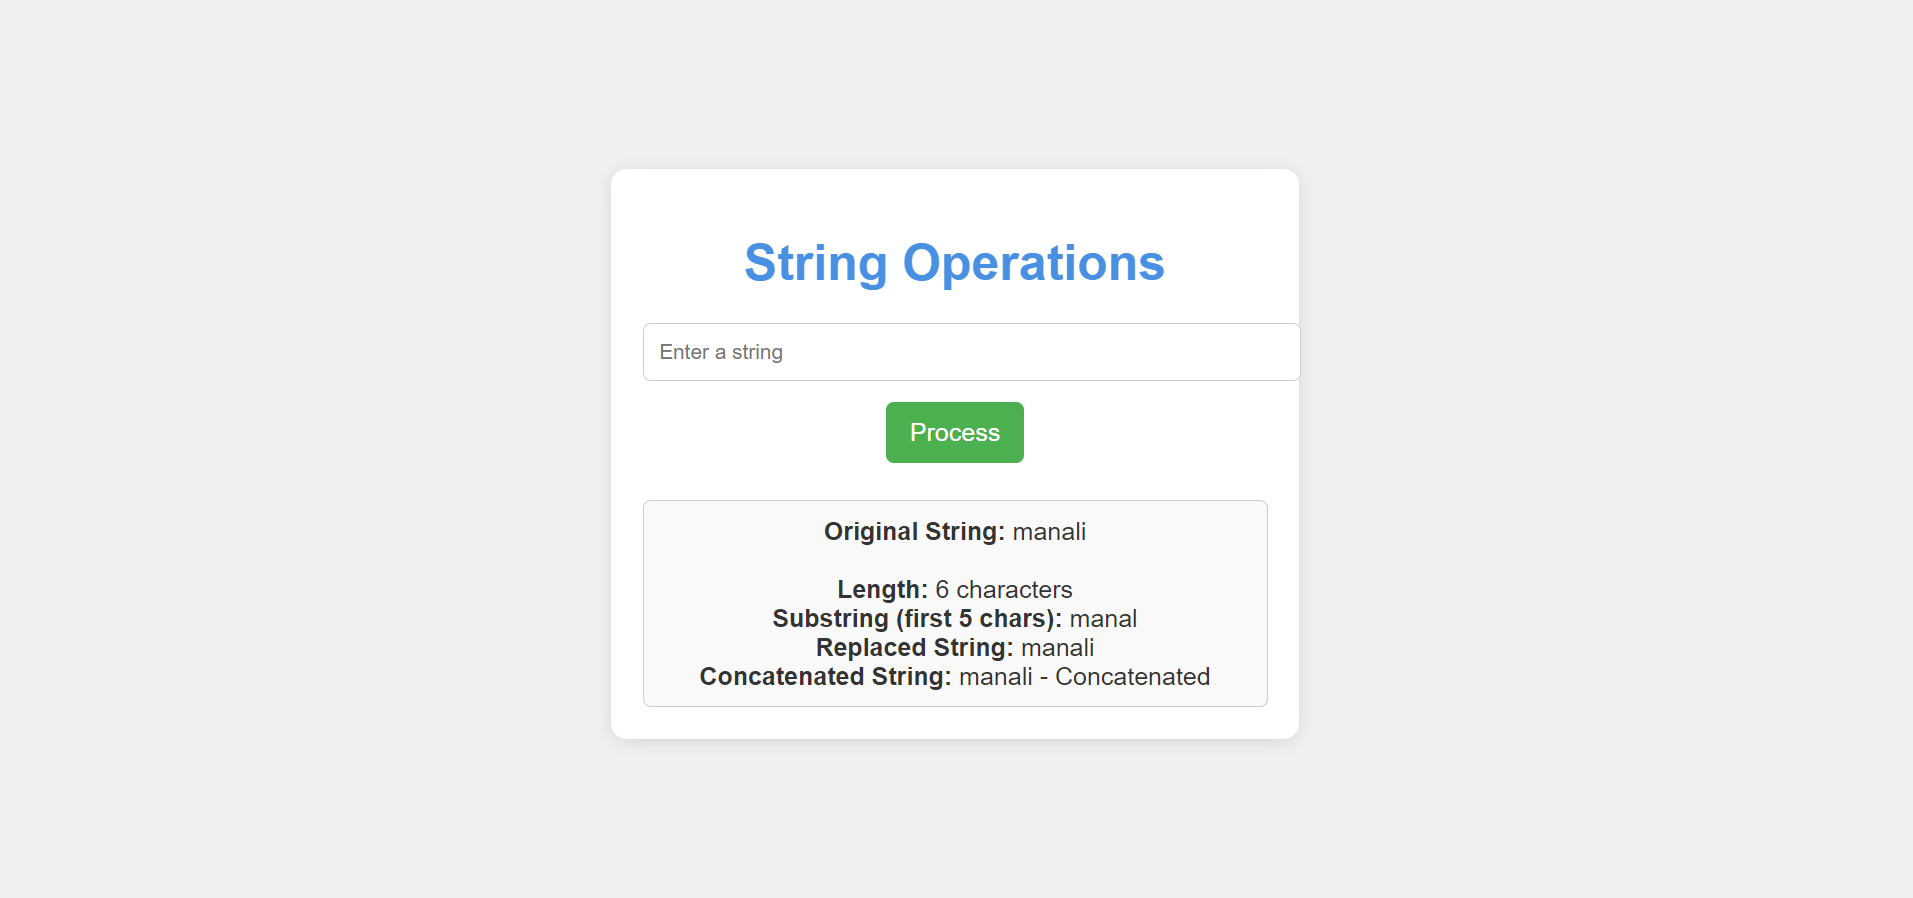 String Operations
Enter a string
Process
Original String: manali
Length: 6 characters
Substring (first 5 chars): manal
Replaced String: manali
Concatenated String: manali - Concatenated